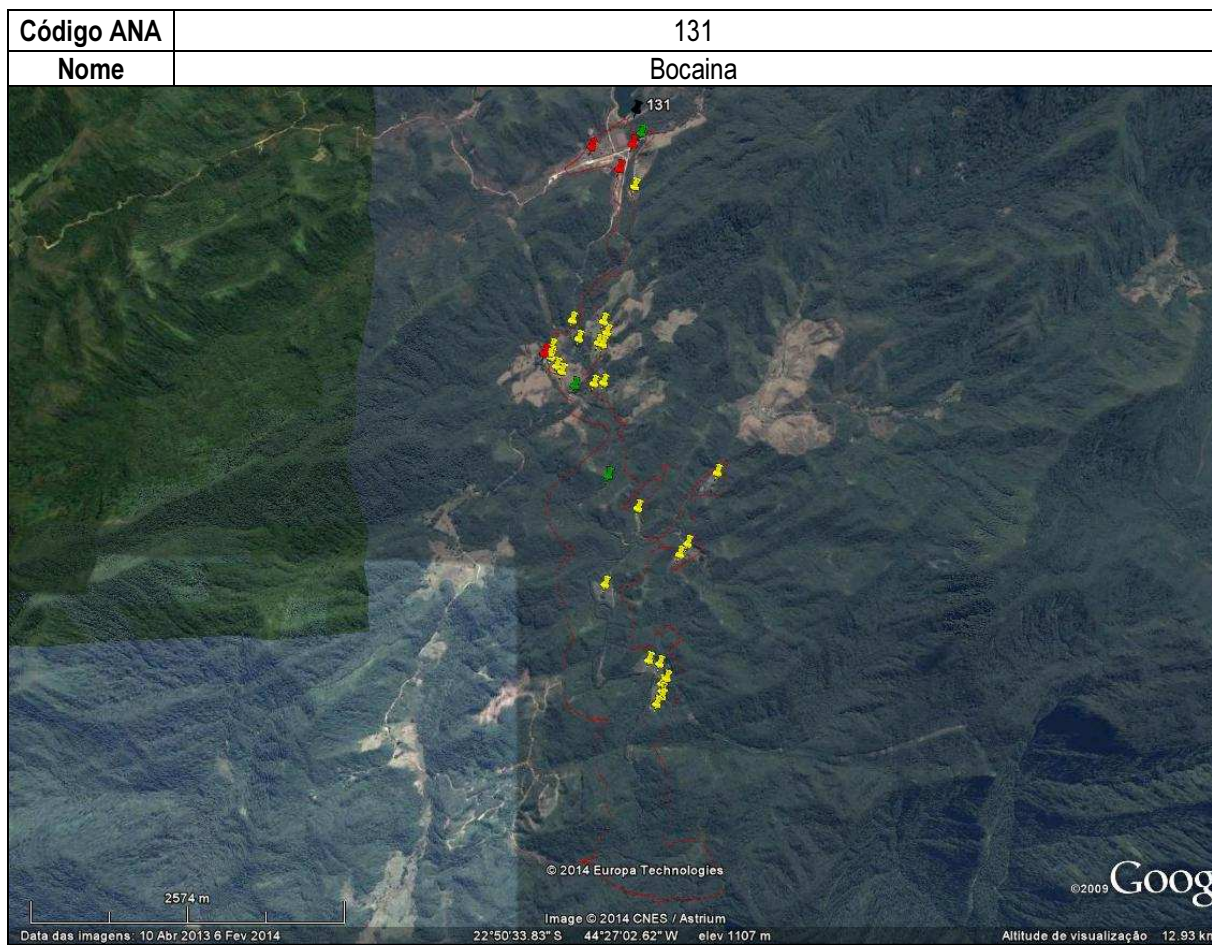 Código ANA 131
Nome Bocaina
131
© 2014 Europa Technologies
©2009 Goog
2574 m
Image © 2014 CNES / Astrium
Data das imagens: 10 Abr 2013 6 Fev 2014 22°50'33.83" S 44°27'02.62" W elev 1107 m Altitude de visualização 12.93 km